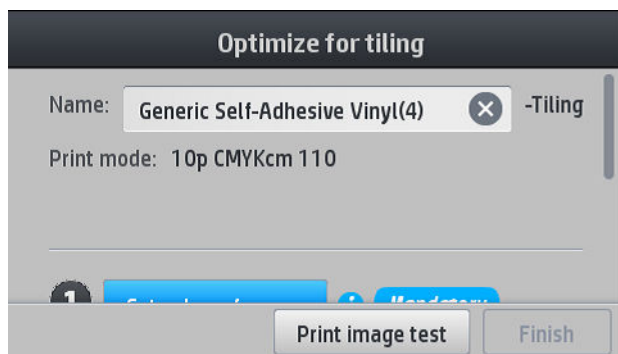 Optimize for tiling
Name: Generic Self-Adhesive Vinyl(4) -Tiling
Print mode: 10p CMYKcm 110
1 i Mandatory
Print image test Finish